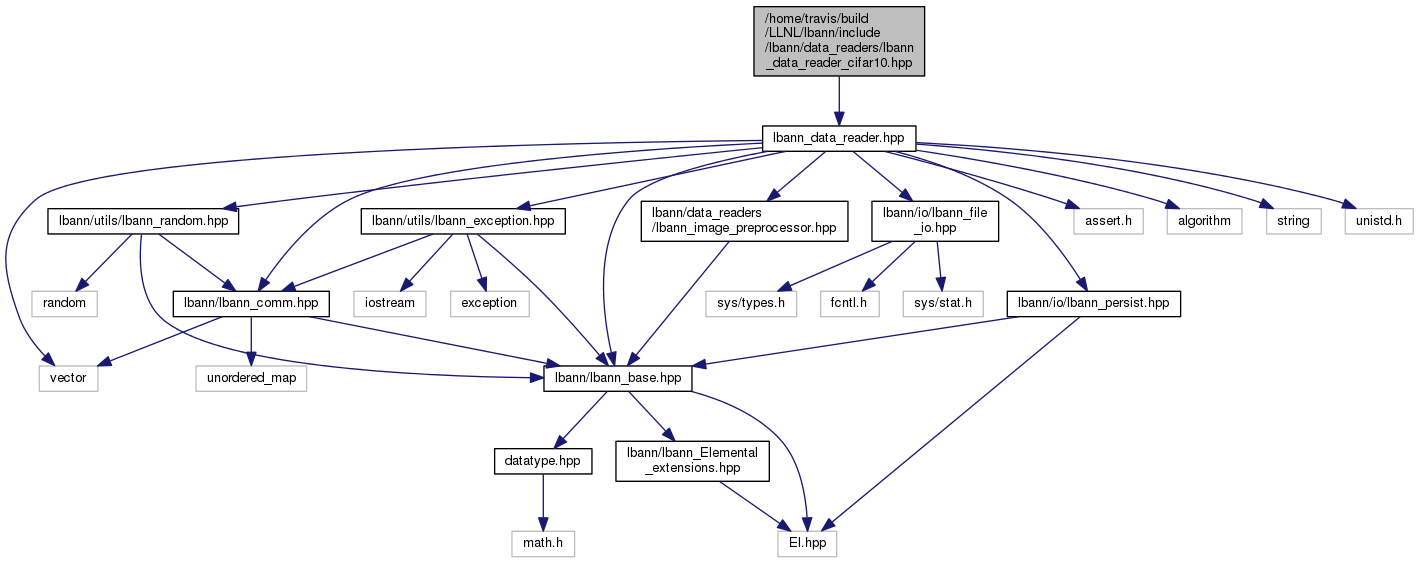 /home/travis/build
/LLNL/lbann/include
/lbann/data_readers/lbann
_data_reader_cifar10.hpp
lbann_data_reader.hpp
lbann/utils/lbann_random.hpp
lbann/utils/lbann_exception.hpp
lbann/data_readers
/lbann_image_preprocessor.hpp
lbann/io/lbann_file
_io.hpp
assert.h
algorithm
string
unistd.h
random
lbann/lbann_comm.hpp
iostream
exception
sys/types.h
fcntl.h
sys/stat.h
lbann/io/lbann_persist.hpp
vector
unordered_map
lbann/lbann_base.hpp
datatype.hpp
lbann/lbann_Elemental
_extensions.hpp
math.h
El.hpp